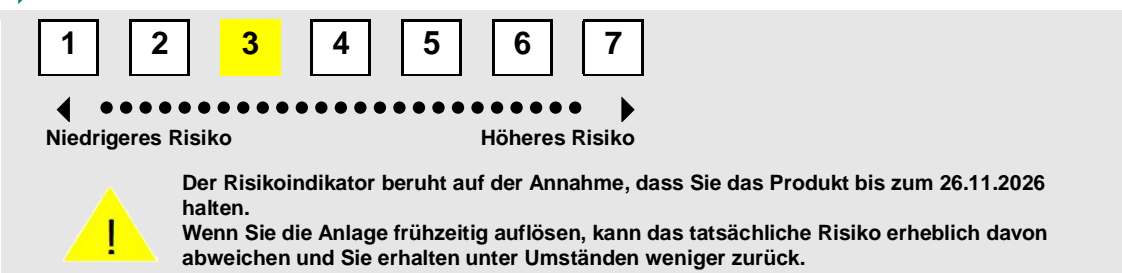 1 2 3 4 5 6 7
Niedrigeres Risiko Höheres Risiko
Der Risikoindikator beruht auf der Annahme, dass Sie das Produkt bis zum 26.11.2026
halten.
Wenn Sie die Anlage frühzeitig auflösen, kann das tatsächliche Risiko erheblich davon
abweichen und Sie erhalten unter Umständen weniger zurück.
!